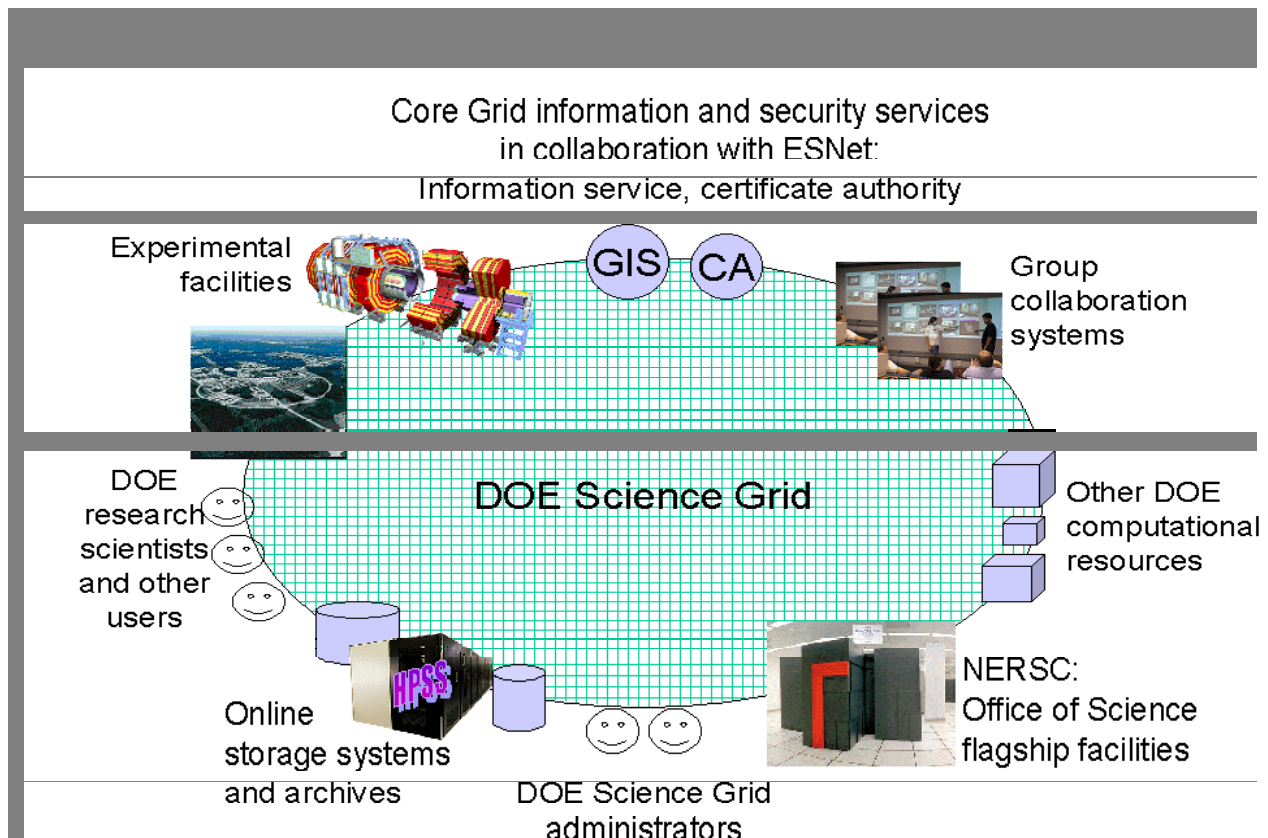 Core Grid information and security services
in collaboration with ESNet:
Information service, certificate authority
Experimental
facilities
GIS
CA
Group
collaboration
systems
DOE
research
scientists
and other
users
DOE Science Grid
Other DOE
computational
resources
HPSS
Online
storage systems
and archives
NERSC:
Office of Science
flagship facilities
DOE Science Grid
administrators